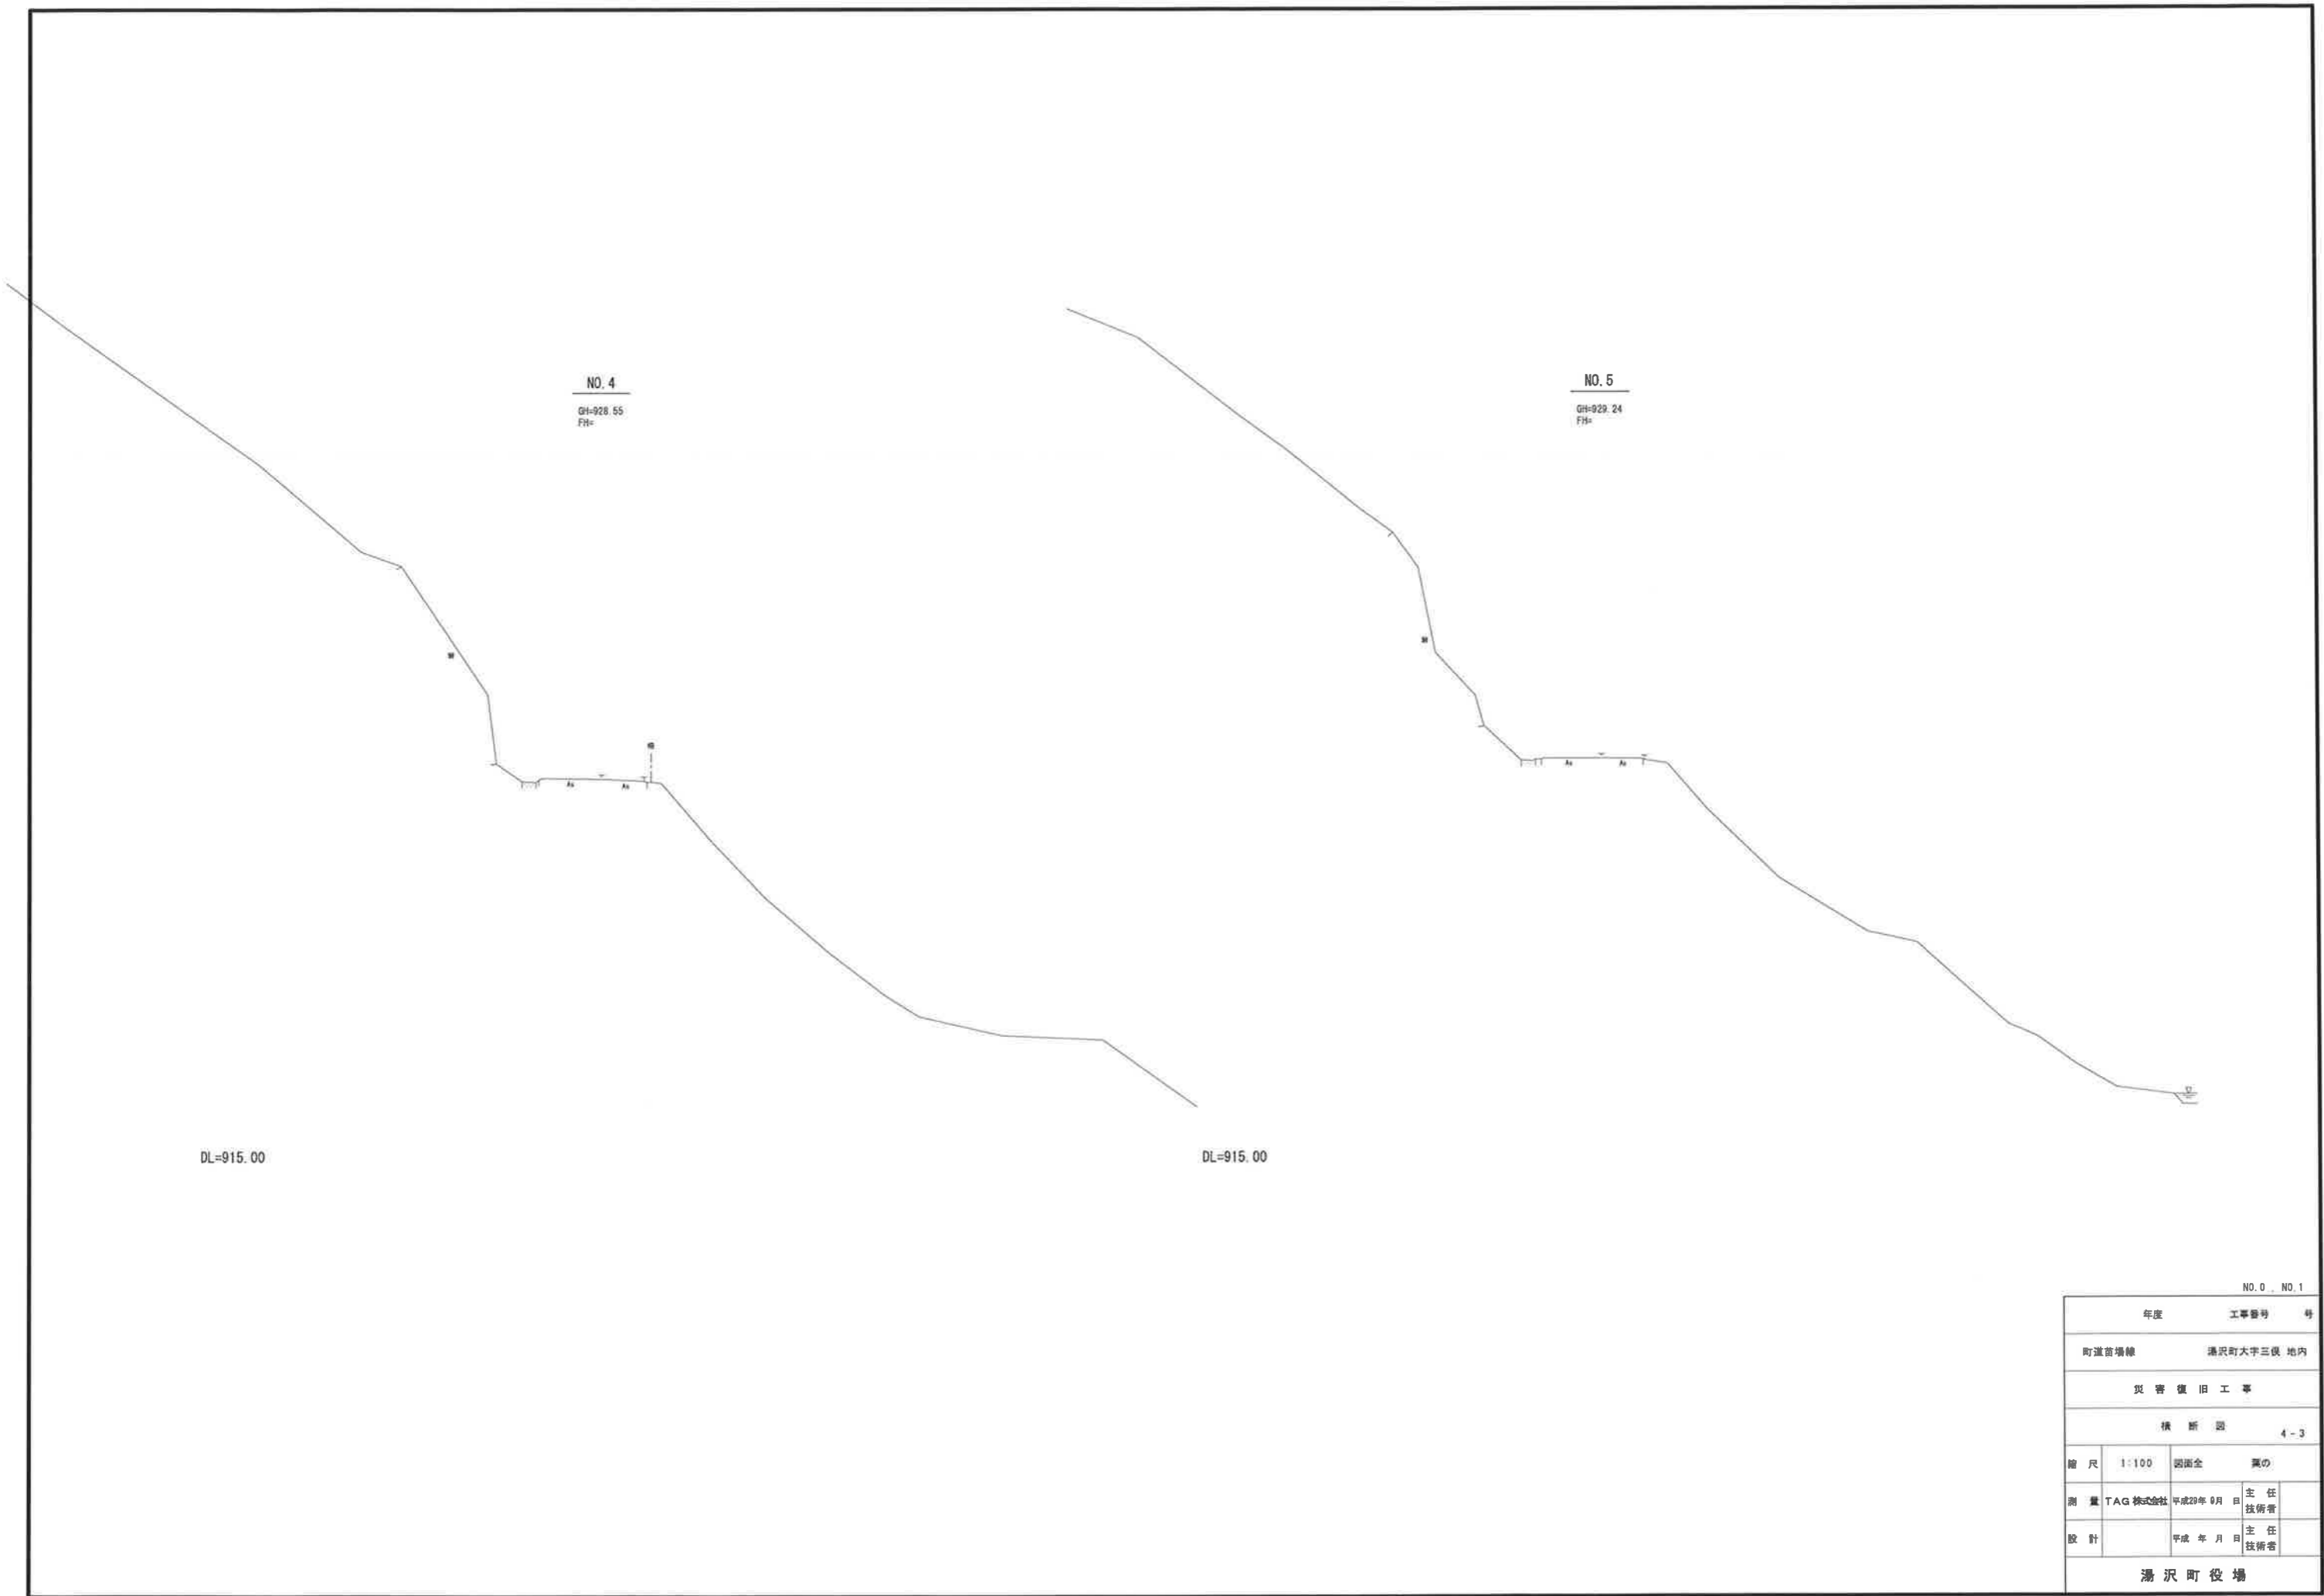 NO.4
GH=928.55
FH=
NO.5
GH=929.24
FH=
As
As
As
As
DL=915.00
DL=915.00
NO.0 , NO.1
年度 工事番号 号
町道苗場線 湯沢町大字三俣 地内
災 害 復 旧 工 事
横 断 図 4-3
縮 尺 1:100 図面全 葉の
測 量 TAG 株式会社 平成29年 9月 日 主 任 技術者
設 計 平成 年 月 日 主 任 技術者
湯 沢 町 役 場